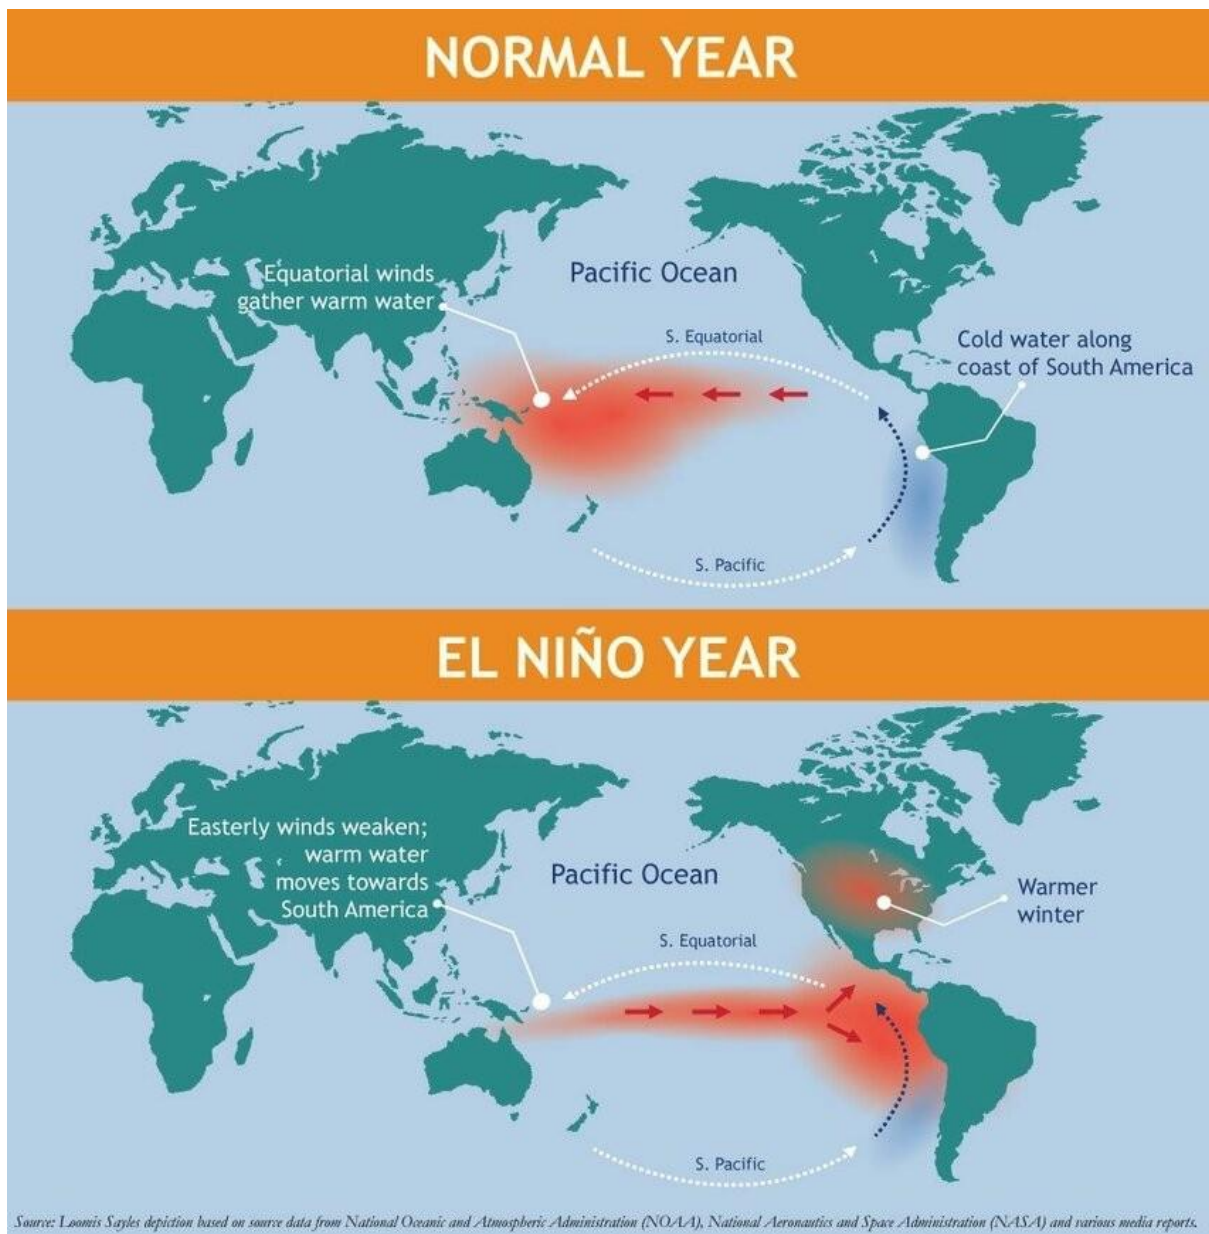 NORMAL YEAR
Equatorial winds
gather warm water
Pacific Ocean
S. Equatorial
Cold water along
coast of South America
S. Pacific
EL NIÑO YEAR
Easterly winds weaken;
warm water
moves towards
South America
Pacific Ocean
Warmer
winter
S. Equatorial
S. Pacific
Source: Loomis Sayles depiction based on source data from National Oceanic and Atmospheric Administration (NOAA), National Aeronautics and Space Administration (NASA) and various media reports.